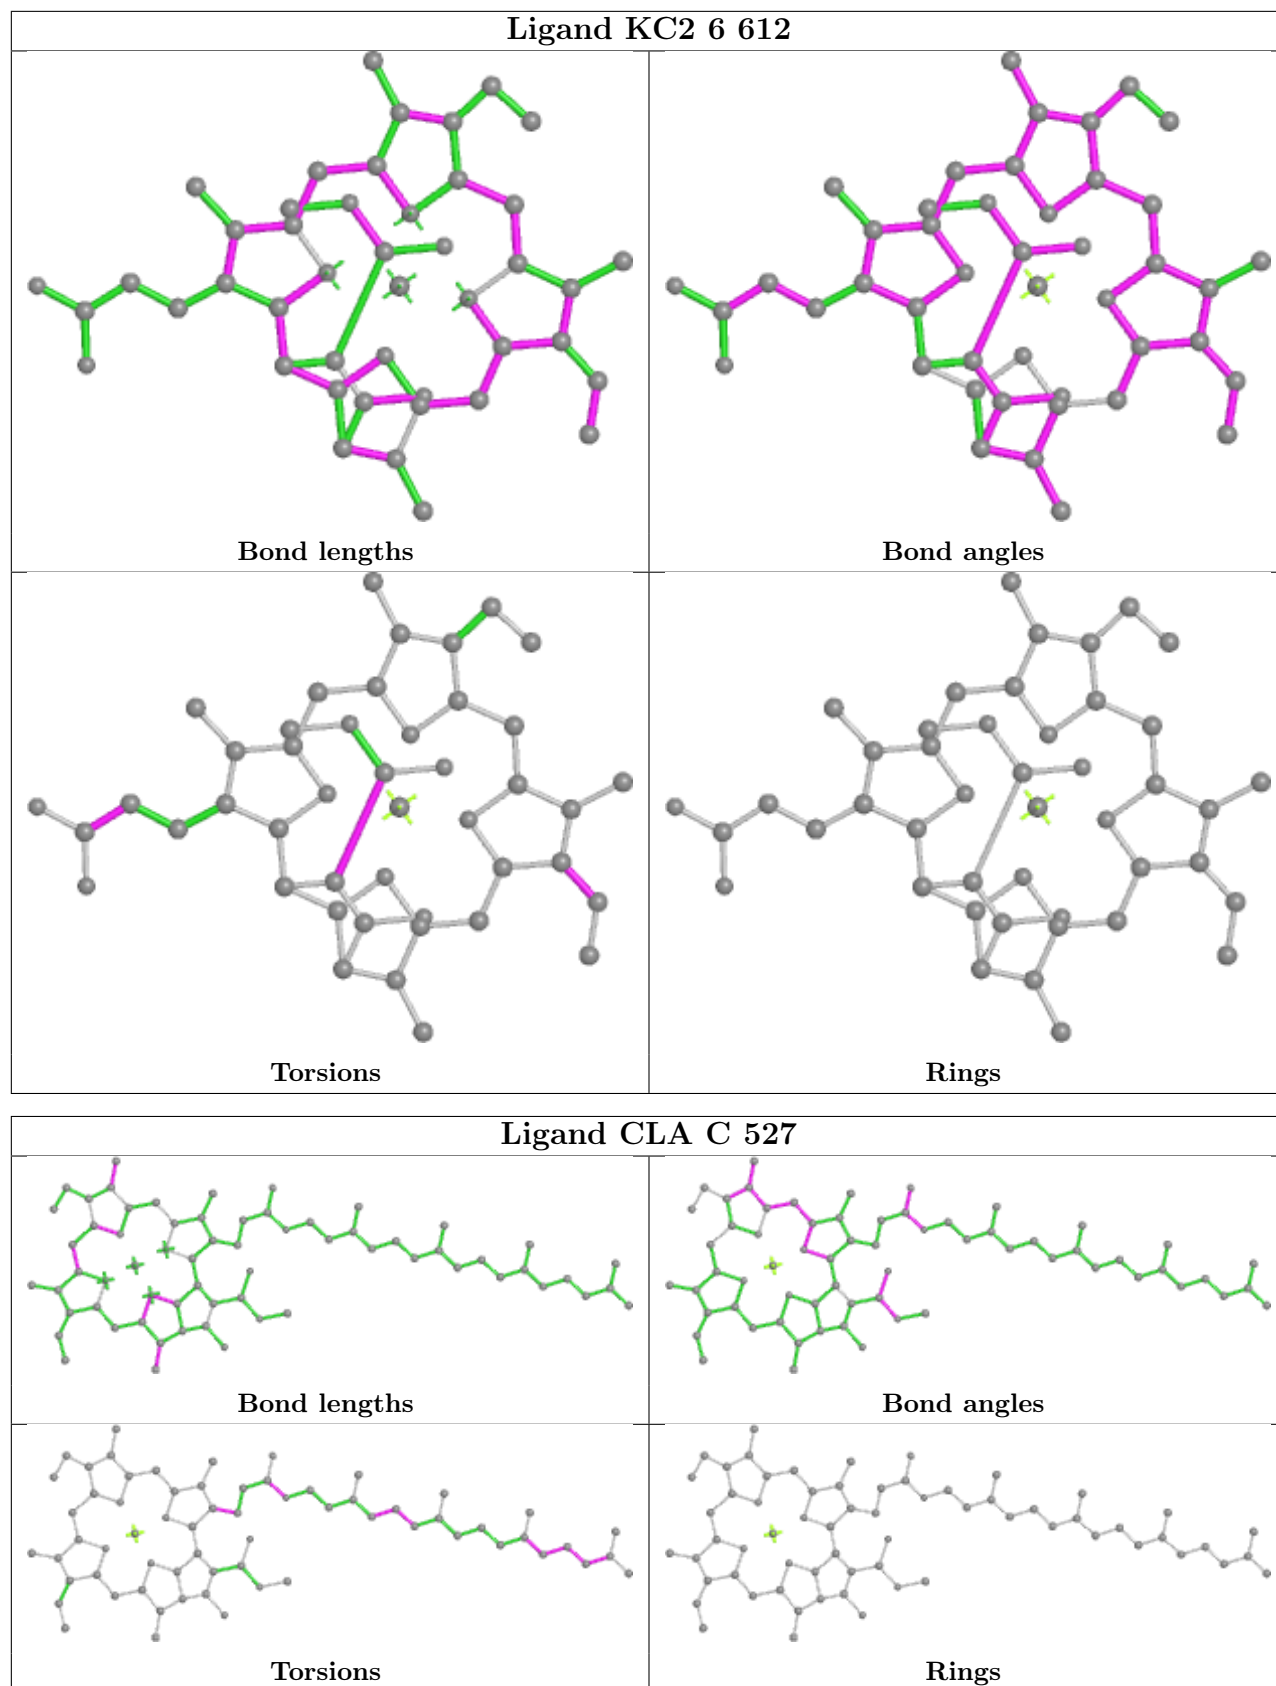 Ligand KC2 6 612
Bond lengths
Bond angles
Torsions
Rings
Ligand CLA C 527
Bond lengths
Bond angles
Torsions
Rings